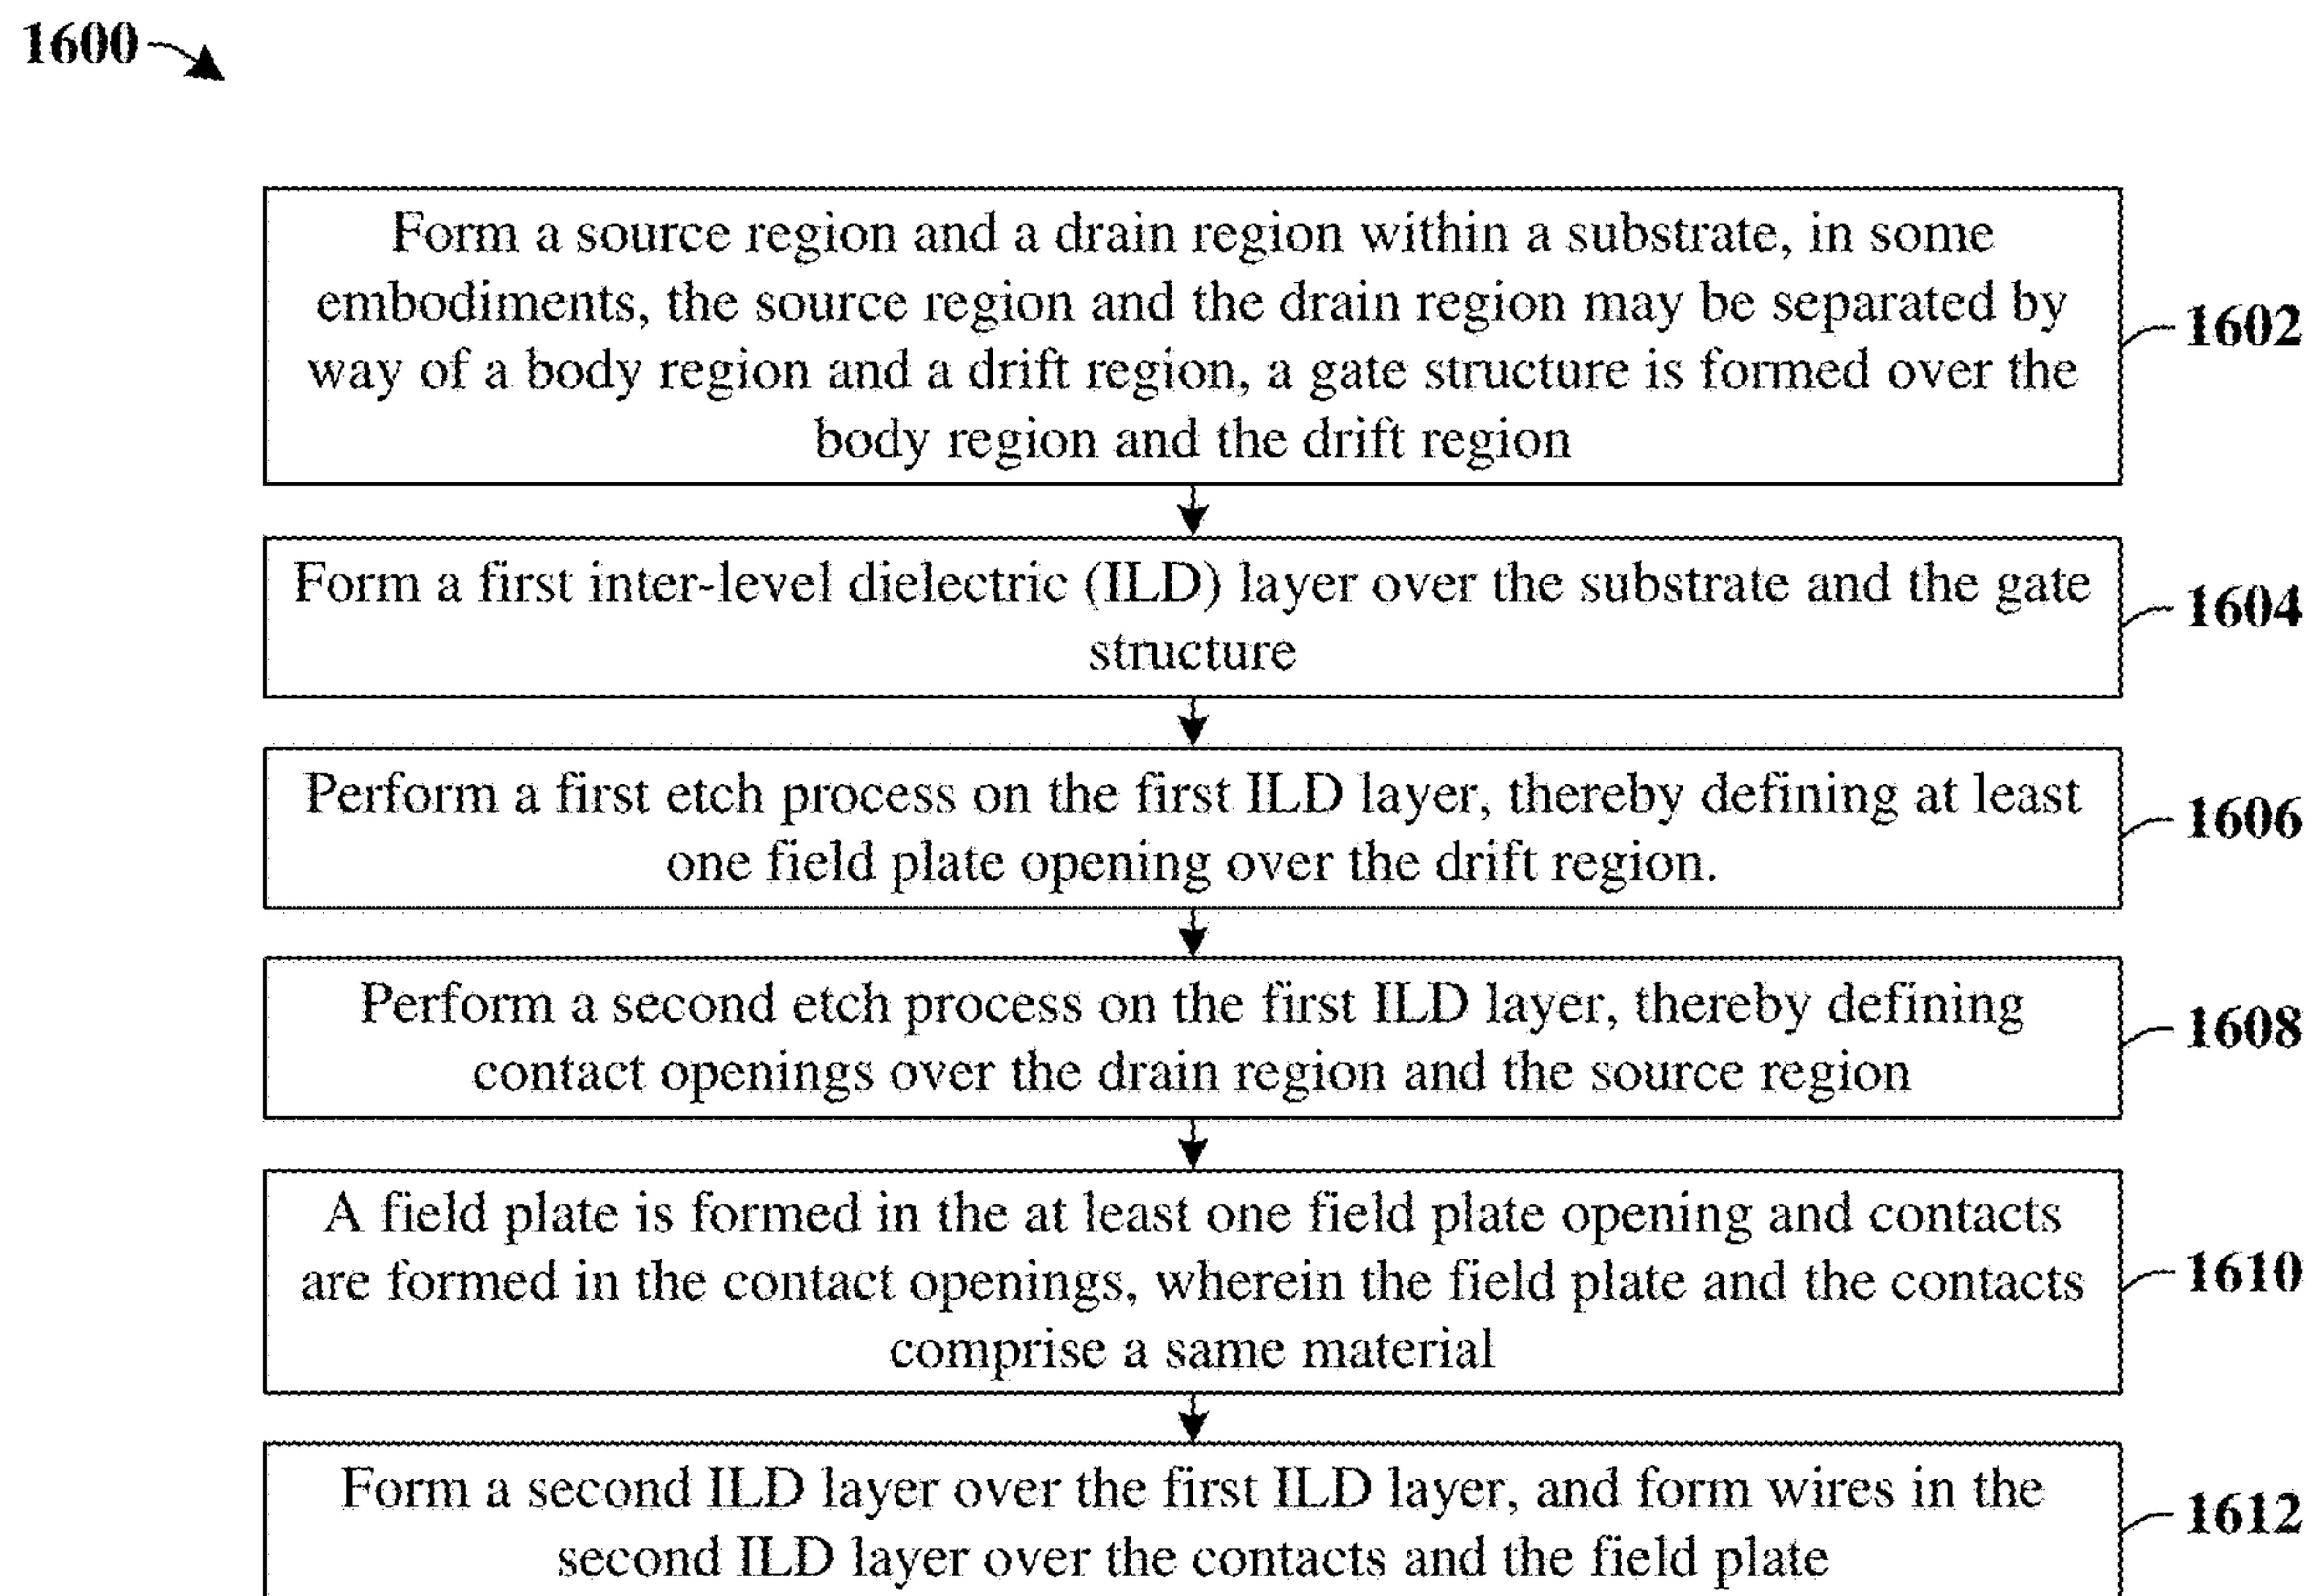 1600
Form a source region and a drain region within a substrate, in some
embodiments, the source region and the drain region may be separated by
way of a body region and a drift region, a gate structure is formed over the
body region and the drift region
1602
Form a first inter-level dielectric (ILD) layer over the substrate and the gate
structure
1604
Perform a first etch process on the first ILD layer, thereby defining at least
one field plate opening over the drift region.
1606
Perform a second etch process on the first ILD layer, thereby defining
contact openings over the drain region and the source region
1608
A field plate is formed in the at least one field plate opening and contacts
are formed in the contact openings, wherein the field plate and the contacts
comprise a same material
1610
Form a second ILD layer over the first ILD layer, and form wires in the
second ILD layer over the contacts and the field plate
1612